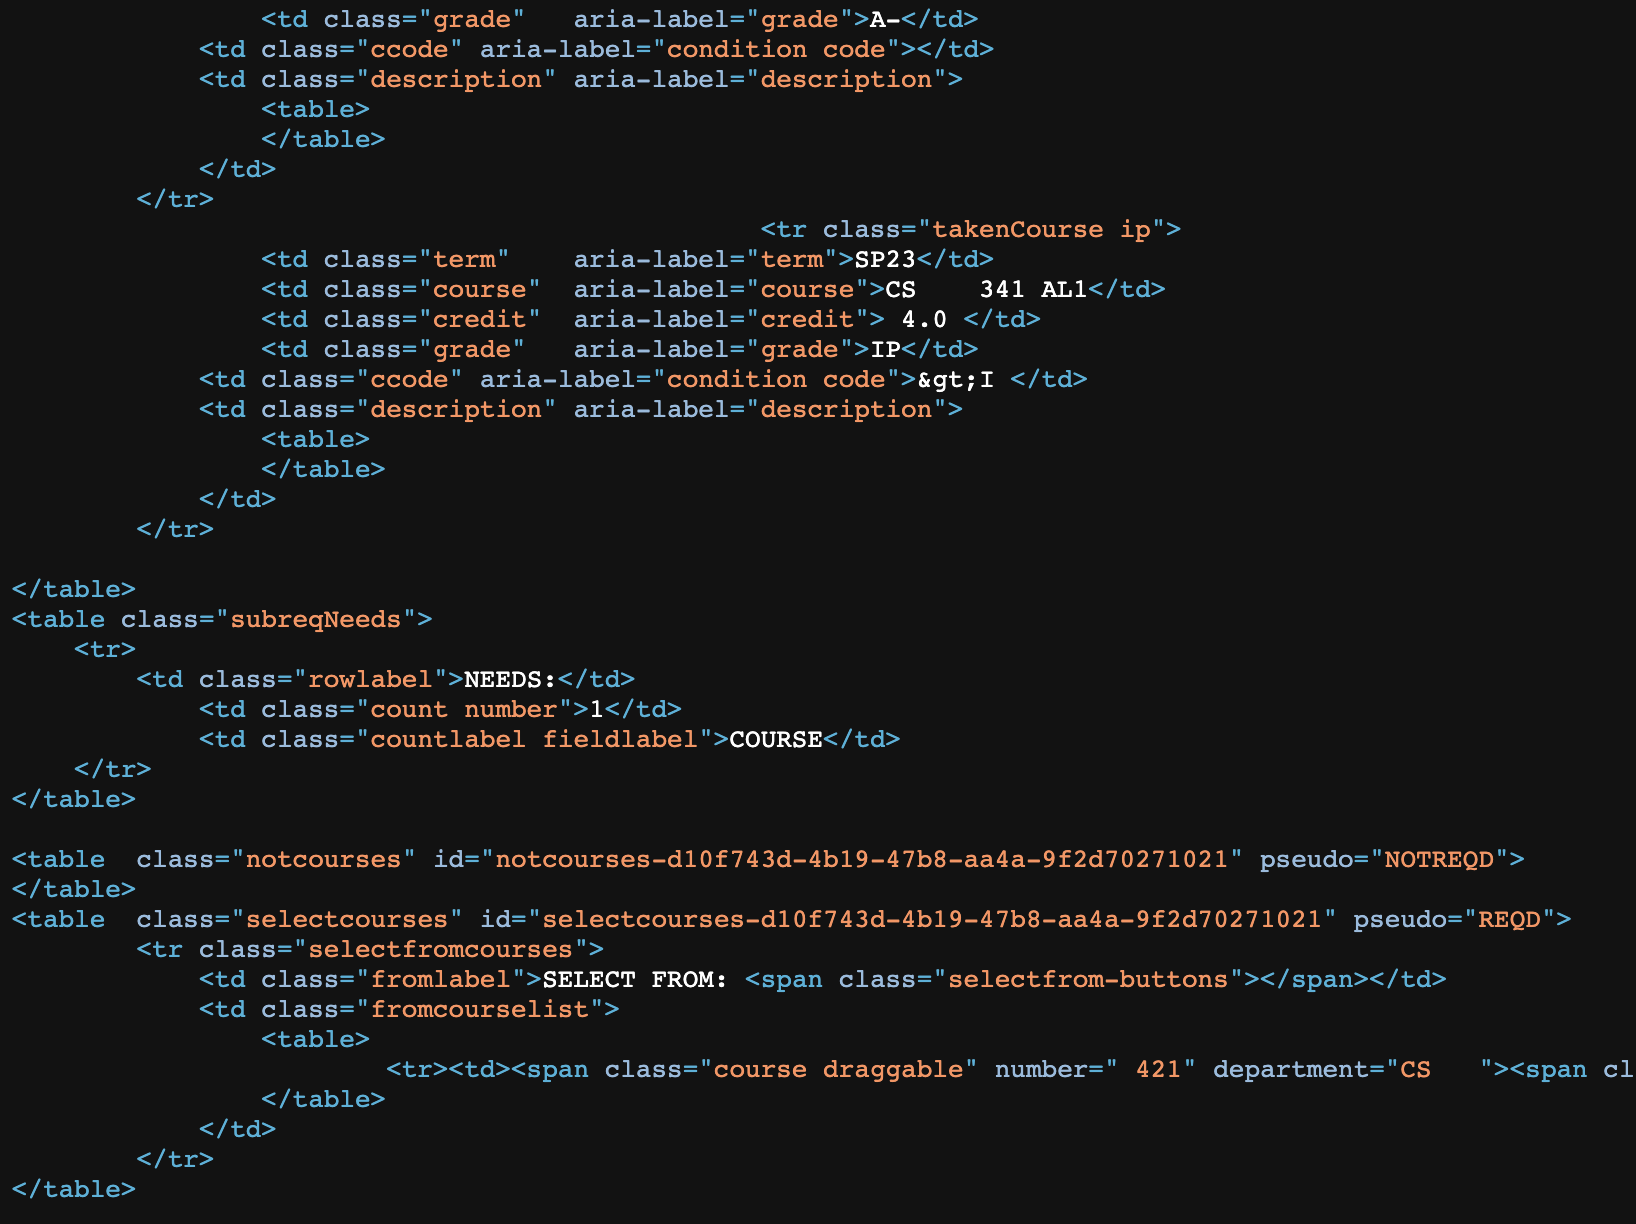 <td class="grade"   aria-label="grade">A-</td>
<td class="ccode" aria-label="condition code"></td>
<td class="description" aria-label="description">
<table>
</table>
</td>
</tr>
<tr class="takenCourse ip">
<td class="term"    aria-label="term">SP23</td>
<td class="course"  aria-label="course">CS    341 AL1</td>
<td class="credit"  aria-label="credit"> 4.0 </td>
<td class="grade"   aria-label="grade">IP</td>
<td class="ccode" aria-label="condition code">&gt;I </td>
<td class="description" aria-label="description">
<table>
</table>
</td>
</tr>
</table>
<table class="subreqNeeds">
<tr>
<td class="rowlabel">NEEDS:</td>
<td class="count number">1</td>
<td class="countlabel fieldlabel">COURSE</td>
</tr>
</table>
<table  class="notcourses" id="notcourses-d10f743d-4b19-47b8-aa4a-9f2d70271021" pseudo="NOTREQD">
</table>
<table  class="selectcourses" id="selectcourses-d10f743d-4b19-47b8-aa4a-9f2d70271021" pseudo="REQD">
<tr class="selectfromcourses">
<td class="fromlabel">SELECT FROM: <span class="selectfrom-buttons"></span></td>
<td class="fromcourselist">
<table>
<tr><td><span class="course draggable" number=" 421" department="CS   "><span cl
</table>
</td>
</tr>
</table>